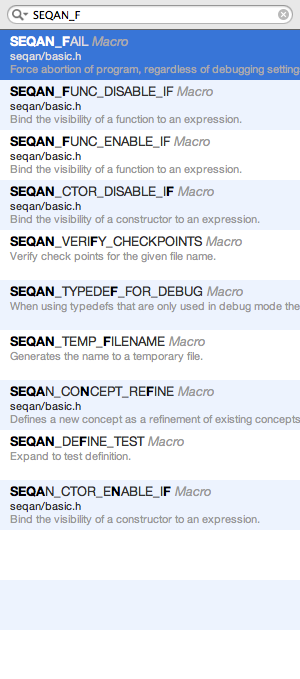 SEQAN_F
SEQAN_FAIL Macro
seqan/basic.h
Force abortion of program, regardless of debugging setting
SEQAN_FUNC_DISABLE_IF Macro
seqan/basic.h
Bind the visibility of a function to an expression.
SEQAN_FUNC_ENABLE_IF Macro
seqan/basic.h
Bind the visibility of a function to an expression.
SEQAN_CTOR_DISABLE_IF Macro
seqan/basic.h
Bind the visibility of a constructor to an expression.
SEQAN_VERIFY_CHECKPOINTS Macro
Verify check points for the given file name.
SEQAN_TYPEDEF_FOR_DEBUG Macro
When using typedefs that are only used in debug mode the
SEQAN_TEMP_FILENAME Macro
Generates the name to a temporary file.
SEQAN_CONCEPT_REFINE Macro
seqan/basic.h
Defines a new concept as a refinement of existing concepts
SEQAN_DEFINE_TEST Macro
Expand to test definition.
SEQAN_CTOR_ENABLE_IF Macro
seqan/basic.h
Bind the visibility of a constructor to an expression.